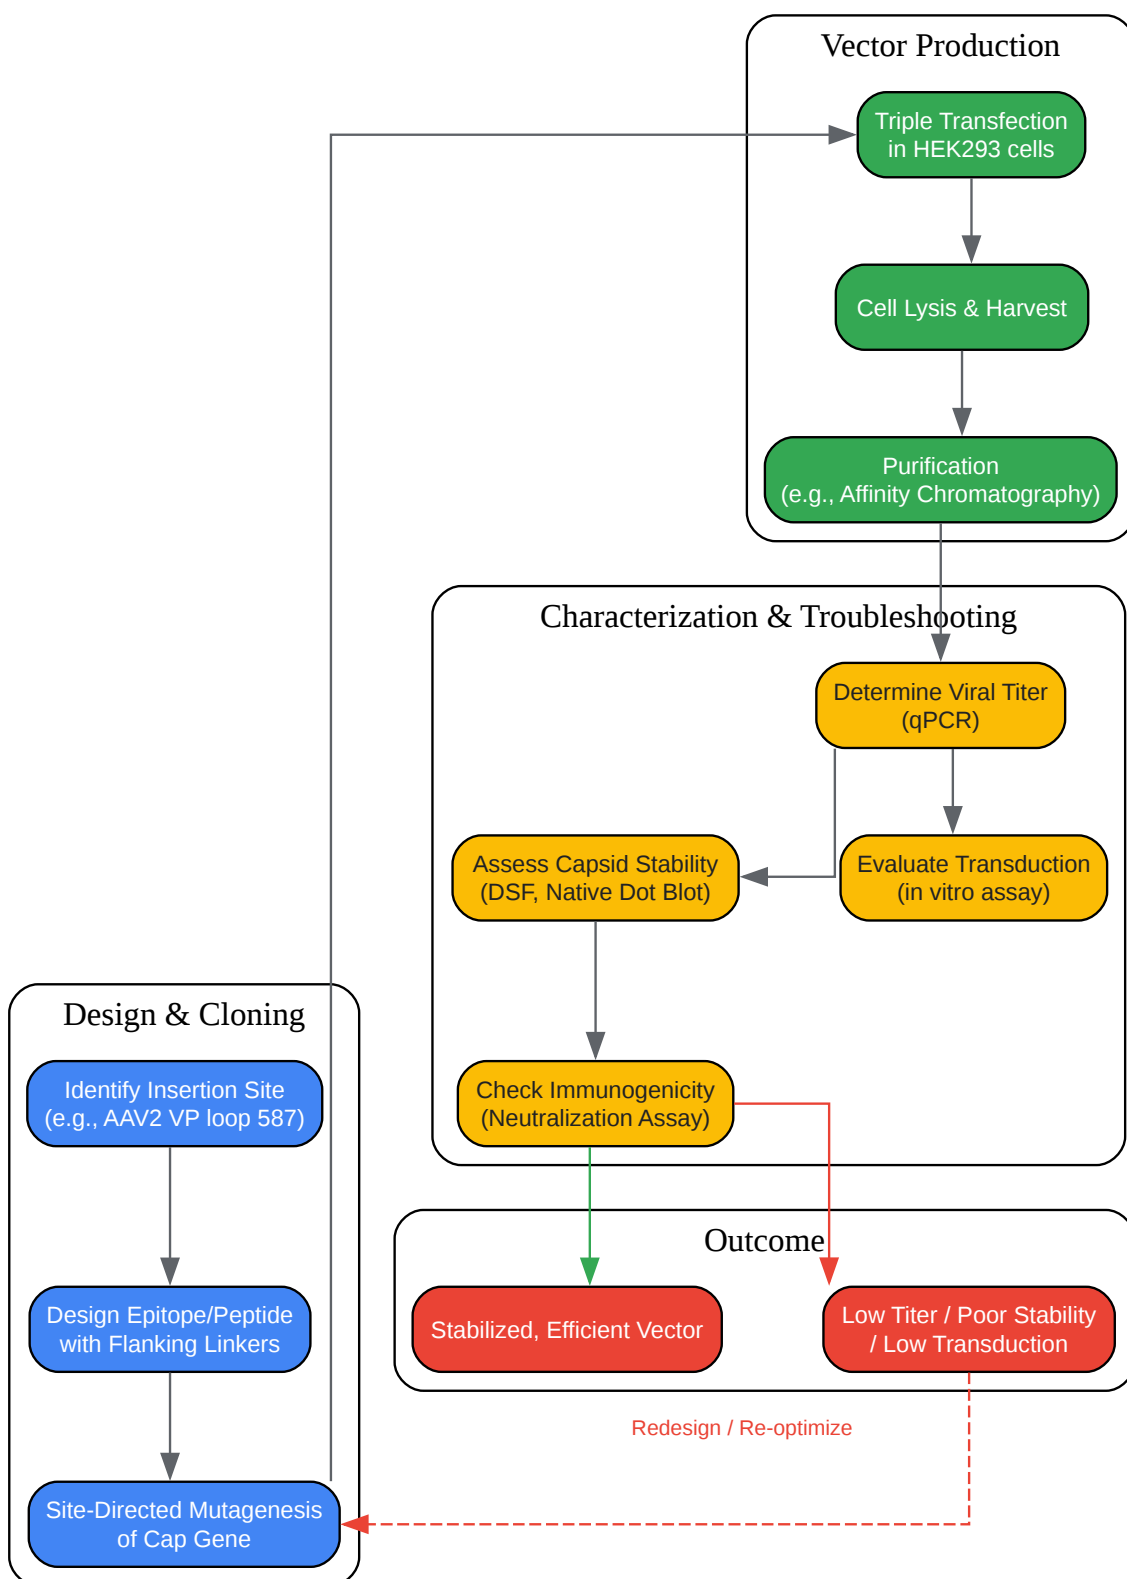 Vector Production
Triple Transfection
in HEK293 cells
Cell Lysis & Harvest
Purification
(e.g., Affinity Chromatography)
Characterization & Troubleshooting
Determine Viral Titer
(qPCR)
Assess Capsid Stability
(DSF, Native Dot Blot)
Evaluate Transduction
(in vitro assay)
Check Immunogenicity
(Neutralization Assay)
Design & Cloning
Identify Insertion Site
(e.g., AAV2 VP loop 587)
Design Epitope/Peptide
with Flanking Linkers
Site-Directed Mutagenesis
of Cap Gene
Outcome
Stabilized, Efficient Vector
Low Titer / Poor Stability
/ Low Transduction
Redesign / Re-optimize